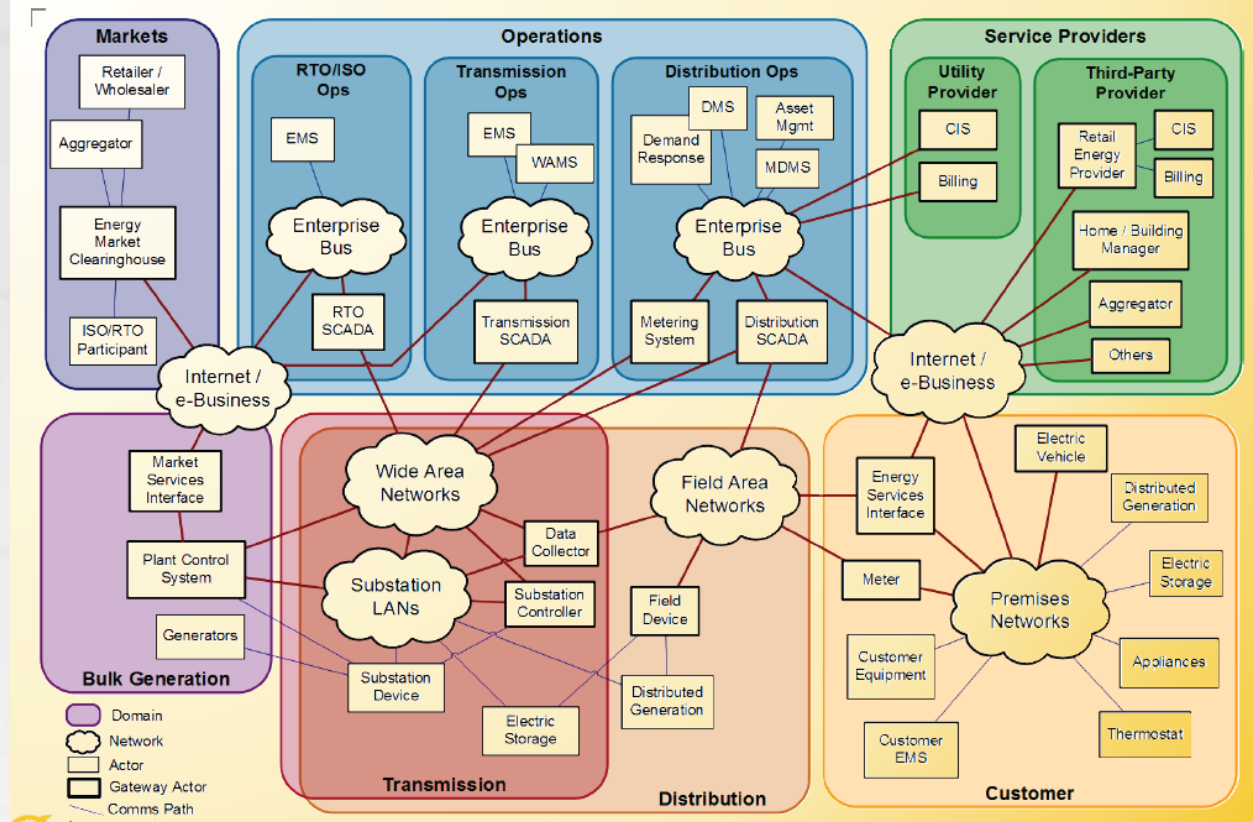 Markets
Retailer /
Wholesaler
Aggregator
Energy
Market
Clearinghouse
ISO/RTO
Participant
Operations
RTO/ISO
Ops
EMS
Enterprise
Bus
RTO
SCADA
Transmission
Ops
EMS
WAMS
Enterprise
Bus
Transmission
SCADA
Distribution Ops
DMS
Asset
Mgmt
Demand
Response
MDMS
Enterprise
Bus
Metering
System
Distribution
SCADA
Service Providers
Utility
Provider
CIS
Billing
Third-Party
Provider
Retail
Energy
Provider
CIS
Billing
Home / Building
Manager
Aggregator
Others
Internet /
e-Business
Internet /
e-Business
Market
Services
Interface
Plant Control
System
Generators
Bulk Generation
Wide Area
Networks
Substation
LANs
Data
Collector
Substation
Controller
Substation
Device
Electric
Storage
Transmission
Field Area
Networks
Field
Device
Distributed
Generation
Distribution
Energy
Services
Interface
Meter
Electric
Vehicle
Distributed
Generation
Electric
Storage
Premises
Networks
Customer
Equipment
Appliances
Customer
EMS
Thermostat
Customer
Domain
Network
Actor
Gateway Actor
Comms Path